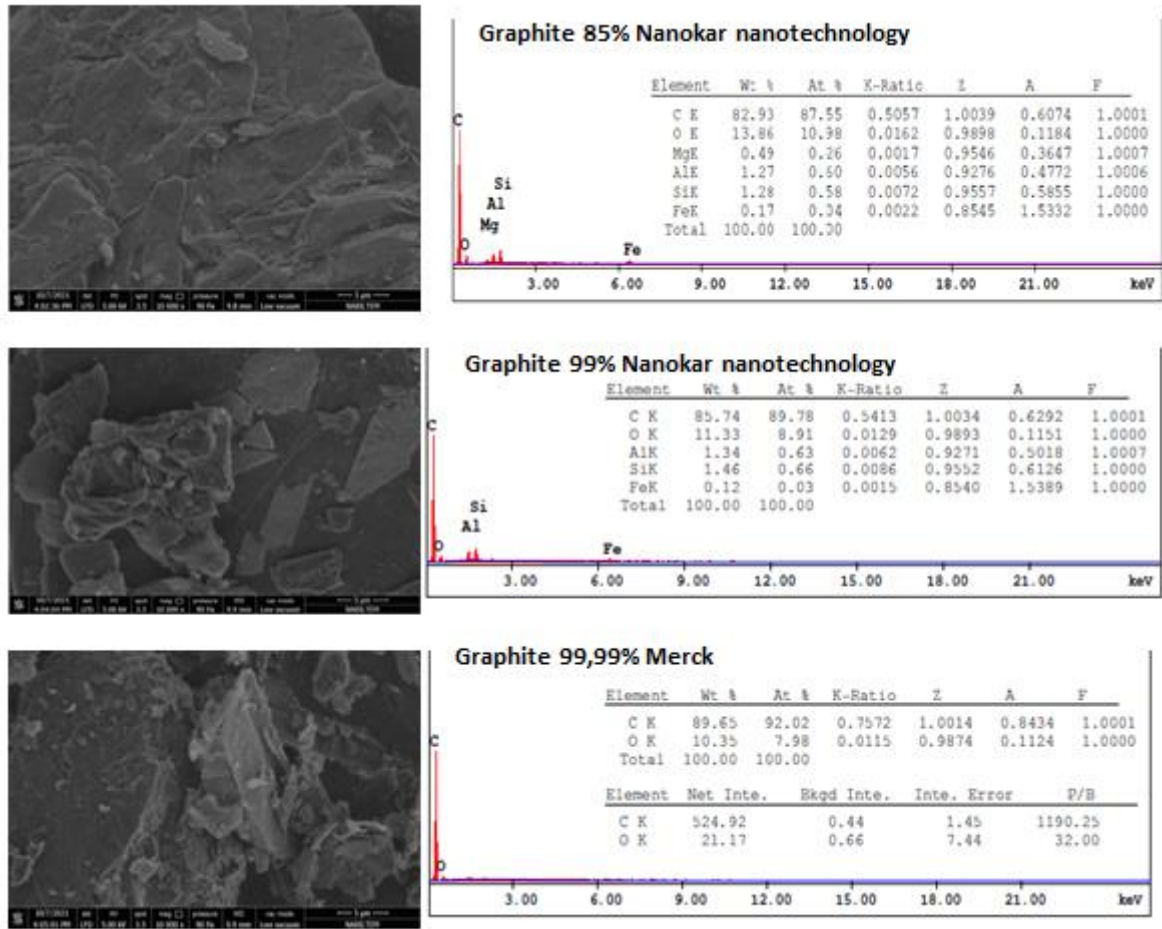 Graphite 85% Nanokar nanotechnology
Element Wt % At % K-Ratio Z A F
C K 82.93 87.55 0.5057 1.0039 0.6074 1.0001
O K 13.86 10.98 0.0162 0.9898 0.1184 1.0000
MgK 0.49 0.26 0.0017 0.9546 0.3647 1.0007
AlK 1.27 0.60 0.0056 0.9276 0.4772 1.0006
SiK 1.28 0.58 0.0072 0.9557 0.5855 1.0000
FeK 0.17 0.04 0.0022 0.8545 1.5332 1.0000
Total 100.00 100.00
C
Si
Al
Mg
O
Fe
3.00 6.00 9.00 12.00 15.00 18.00 21.00 keV
Graphite 99% Nanokar nanotechnology
Element Wt % At % K-Ratio Z A F
C K 85.74 89.78 0.5413 1.0034 0.6292 1.0001
O K 11.33 8.91 0.0129 0.9893 0.1151 1.0000
AlK 1.34 0.63 0.0062 0.9271 0.5018 1.0007
SiK 1.46 0.66 0.0086 0.9552 0.6126 1.0000
FeK 0.12 0.03 0.0015 0.8540 1.5389 1.0000
Total 100.00 100.00
C
Si
Al
O
Fe
3.00 6.00 9.00 12.00 15.00 18.00 21.00 keV
Graphite 99,99% Merck
Element Wt % At % K-Ratio Z A F
C K 89.65 92.02 0.7572 1.0014 0.8434 1.0001
O K 10.35 7.98 0.0115 0.9874 0.1124 1.0000
Total 100.00 100.00
Element Net Inte. Bkgd Inte. Inte. Error P/B
C K 524.92 0.44 1.45 1190.25
O K 21.17 0.66 7.44 32.00
C
O
3.00 6.00 9.00 12.00 15.00 18.00 21.00 keV